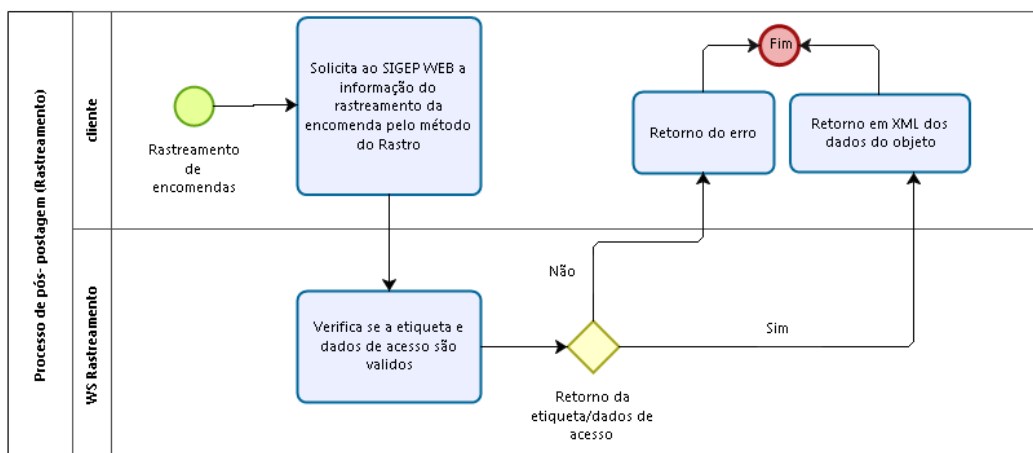 Processo de pós- postagem (Rastreamento)
cliente
Rastreamento
de
encomendas
Solicita ao SIGEP WEB a
informação do
rastreamento da
encomenda pelo método
do Rastro
Fim
Retorno do erro
Retorno em XML dos
dados do objeto
WS Rastreamento
Verifica se a etiqueta e
dados de acesso são
validos
Não
Sim
Retorno da
etiqueta/dados de
acesso